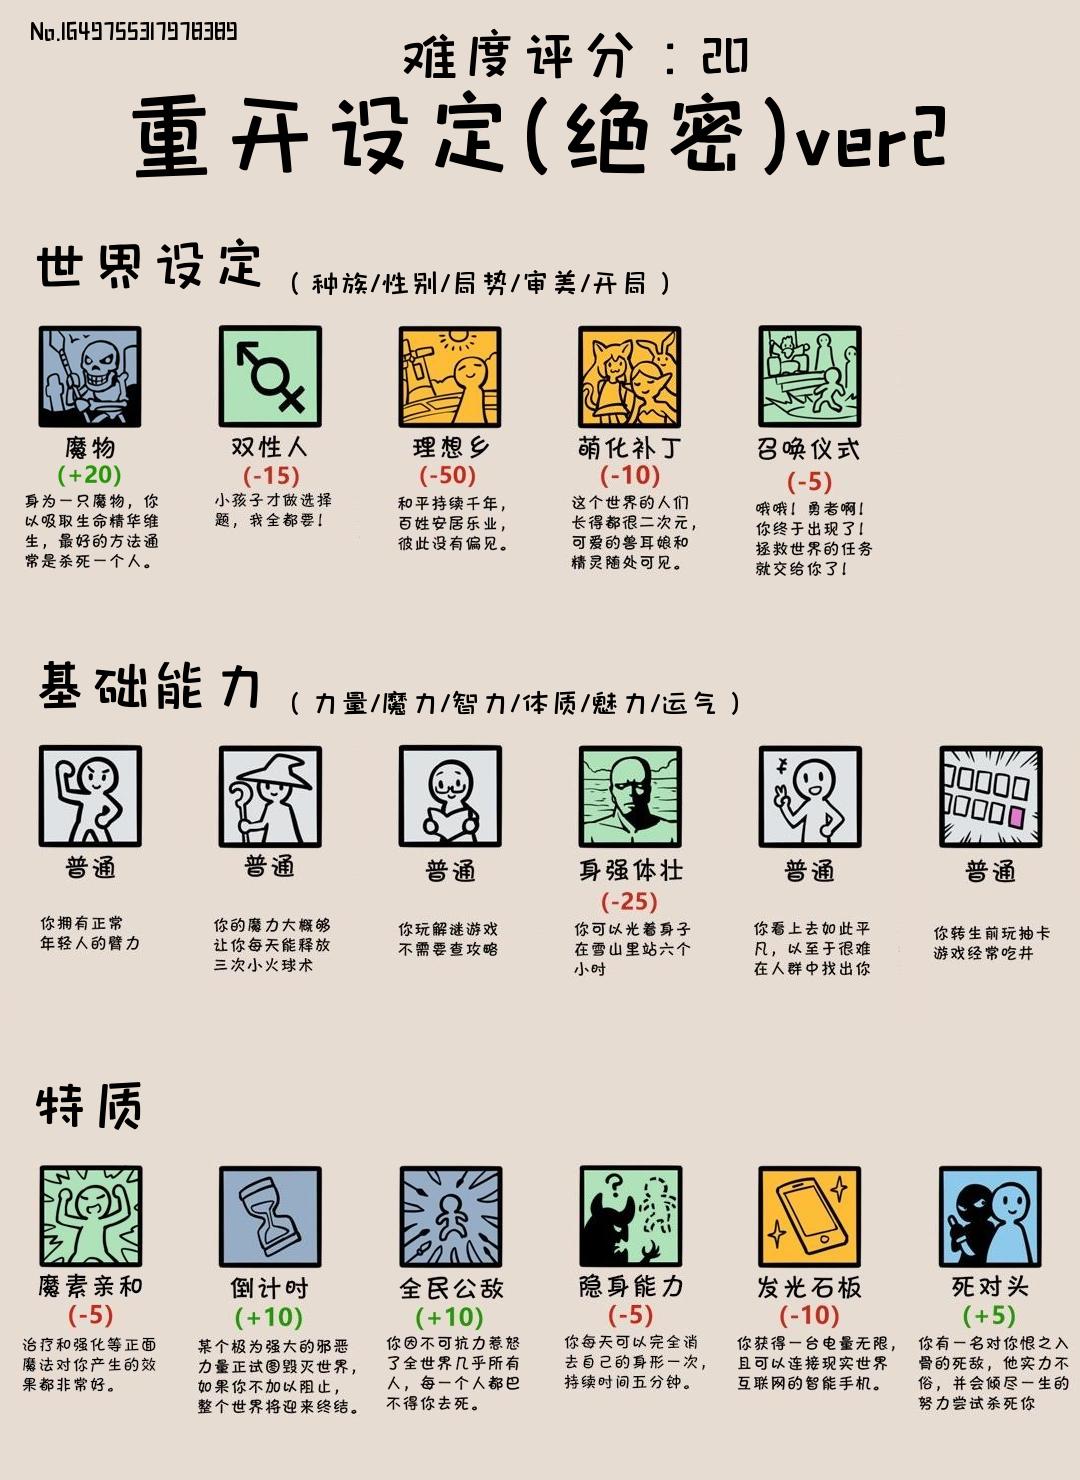 No.1649755317978389
难度评分：20
重开设定(绝密)ver2
世界设定（种族/性别/局势/审美/开局）
魔物
(+20)
身为一只魔物，你
以吸取生命精华维
生，最好的方法通
常是杀死一个人。
双性人
(-15)
小孩子才做选择
题，我全都要！
理想乡
(-50)
和平持续千年，
百姓安居乐业，
彼此没有偏见。
萌化补丁
(-10)
这个世界的人们
长得都很二次元，
可爱的兽耳娘和
精灵随处可见。
召唤仪式
(-5)
哦哦！勇者啊！
你终于出现了！
拯救世界的任务
就交给你了！
基础能力（力量/魔力/智力/体质/魅力/运气）
普通
你拥有正常
年轻人的臂力
普通
你的魔力大概够
让你每天能释放
三次小火球术
普通
你玩解谜游戏
不需要查攻略
身强体壮
(-25)
你可以光着身子
在雪山里站六个
小时
普通
你看上去如此平
凡，以至于很难
在人群中找出你
普通
你转生前玩抽卡
游戏经常吃井
特质
魔素亲和
(-5)
治疗和强化等正面
魔法对你产生的效
果都非常好。
倒计时
(+10)
某个极为强大的邪恶
力量正试图毁灭世界，
如果你不加以阻止，
整个世界将迎来终结。
全民公敌
(+10)
你因不可抗力惹怒
了全世界几乎所有
人，每一个人都巴
不得你去死。
?
隐身能力
(-5)
你每天可以完全消
去自己的身形一次，
持续时间五分钟。
发光石板
(-10)
你获得一台电量无限，
且可以连接现实世界
互联网的智能手机。
死对头
(+5)
你有一名对你恨之入
骨的死敌，他实力不
俗，并会倾尽一生的
努力尝试杀死你